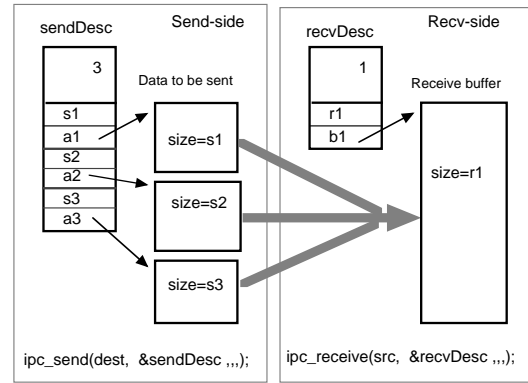 Send-side
sendDesc
3
Data to be sent
s1
a1
s2
a2
s3
a3
size=s1
size=s2
size=s3
ipc_send(dest, &sendDesc ,,,);
Recv-side
recvDesc
1
Receive buffer
r1
b1
size=r1
ipc_receive(src, &recvDesc ,,,);